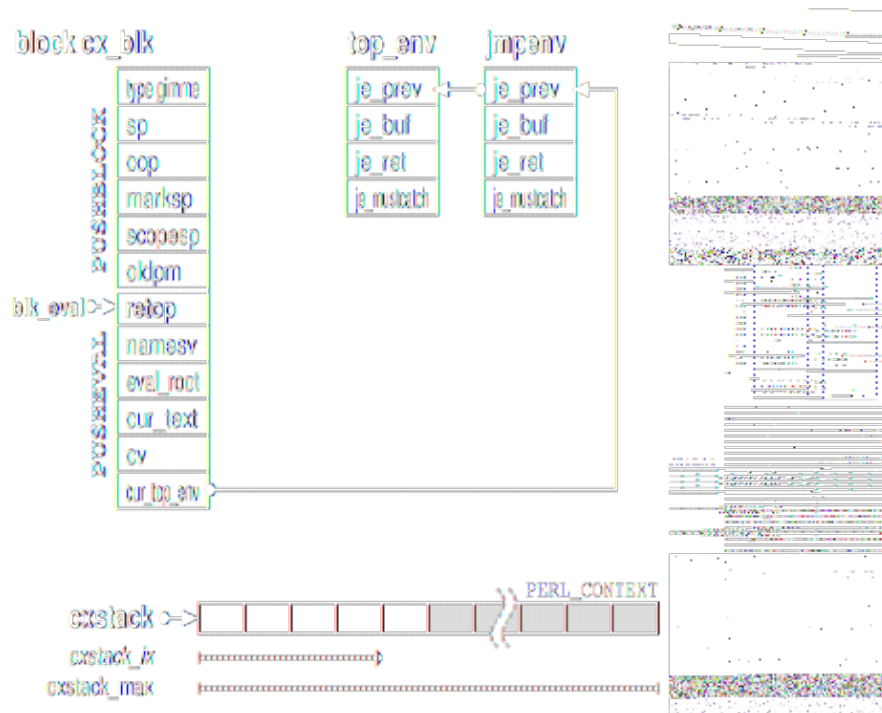 block cx_blk
top_env
jmpenv
type gimme
sp
cop
marksp
scopesp
oldpm
retop
namesv
eval_root
cur_text
cv
cur_top_env
PUSHBLOCK
PUSHEVAL
blk_eval
je_prev
je_buf
je_ret
je_mustcatch
je_prev
je_buf
je_ret
je_mustcatch
PERL_CONTEXT
cxstack
cxstack_ix
cxstack_max